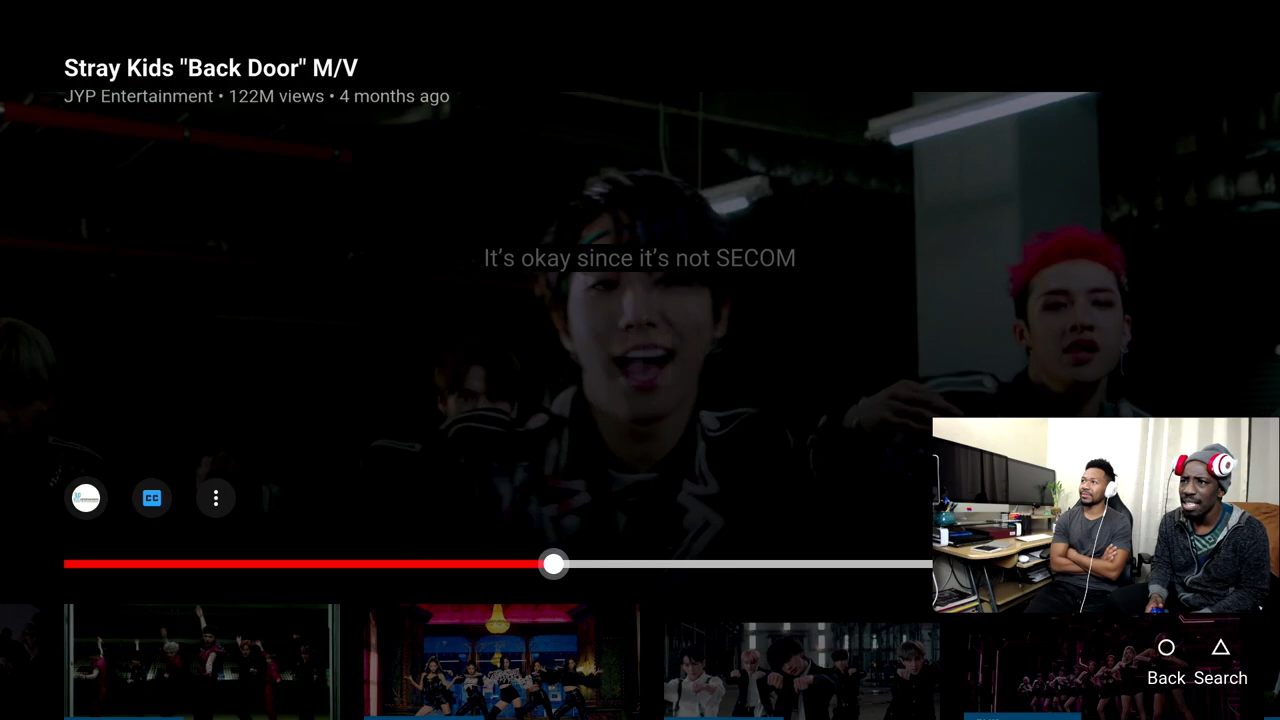 Stray Kids "Back Door" M/V
JYP Entertainment • 122M views • 4 months ago
It’s okay since it’s not SECOM
CC
Back Search